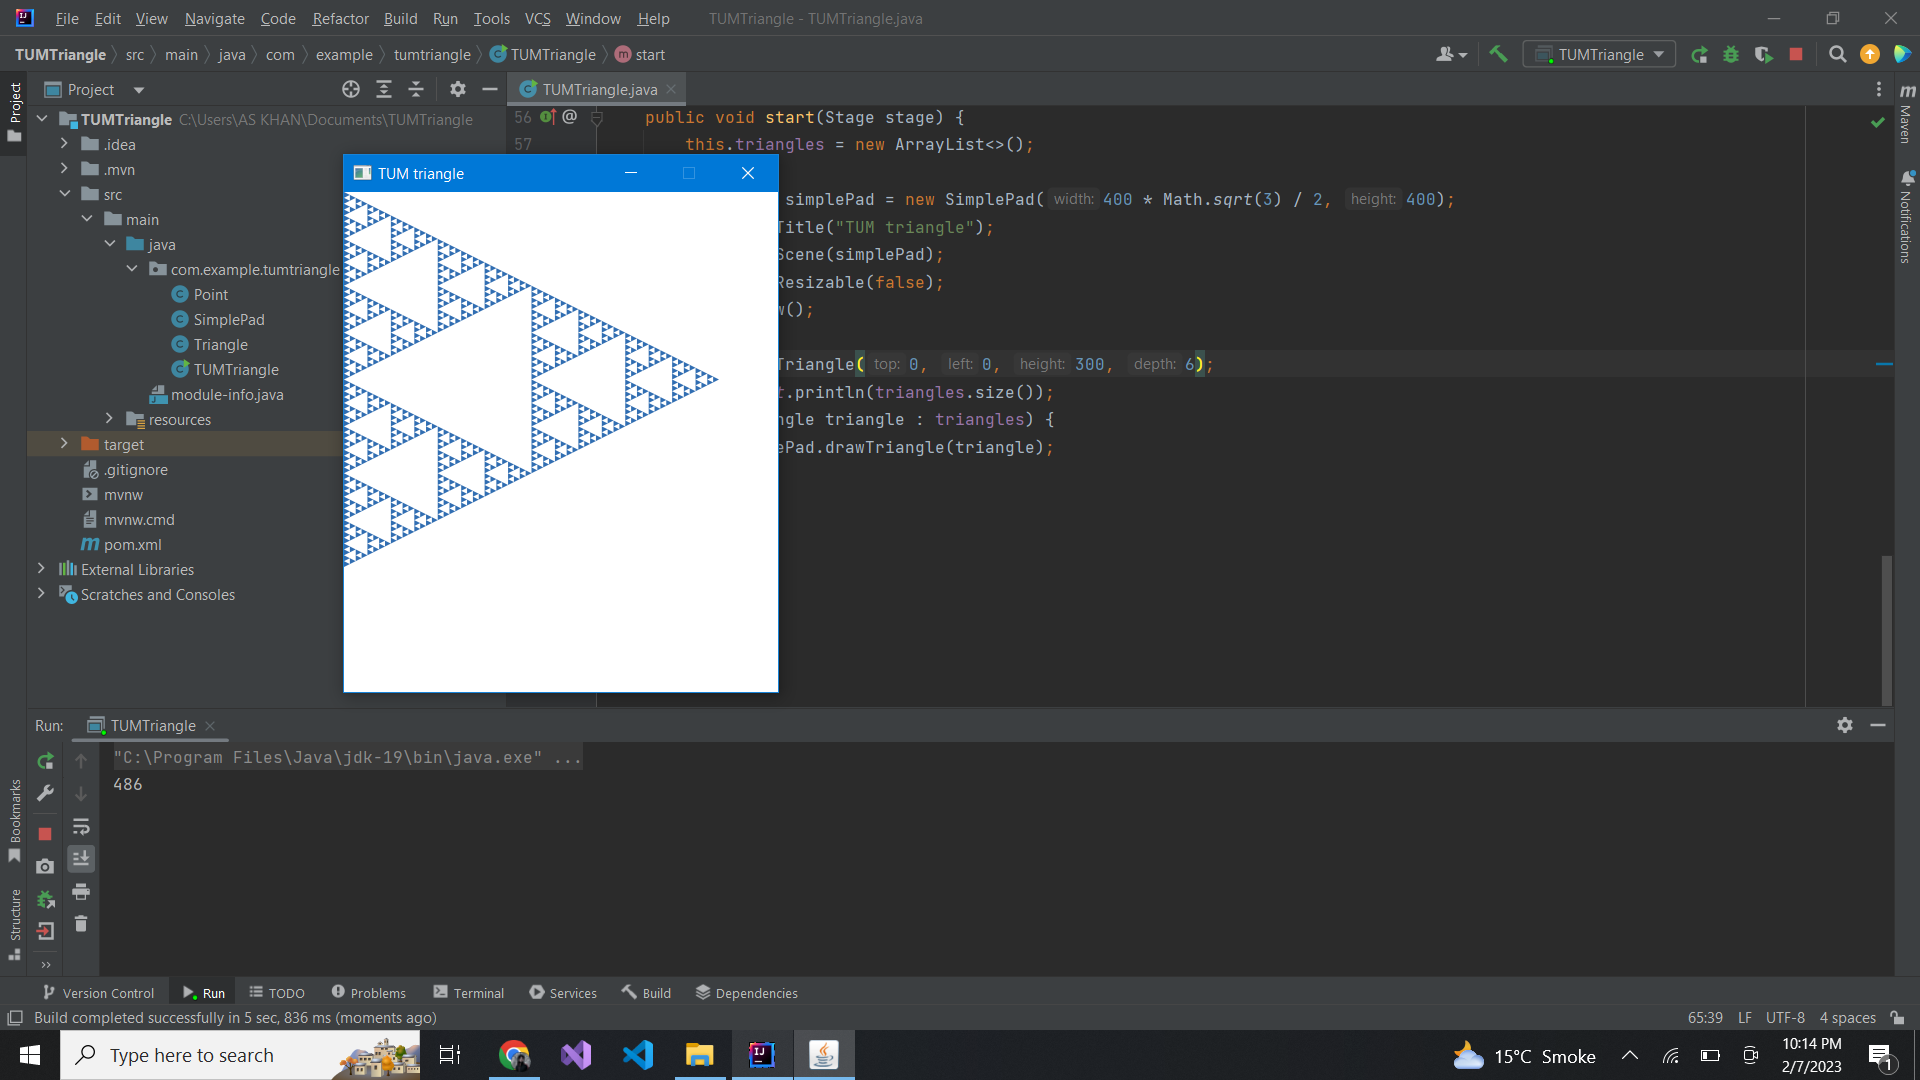 File Edit View Navigate Code Refactor Build Run Tools VCS Window Help TUMTriangle - TUMTriangle.java
TUMTriangle src main java com example tumtriangle TUMTriangle start
TUMTriangle
Project
Project
TUMTriangle.java
TUMTriangle C:\Users\AS KHAN\Documents\TUMTriangle
.idea
.mvn
src
main
java
com.example.tumtriangle
Point
SimplePad
Triangle
TUMTriangle
module-info.java
resources
target
.gitignore
mvnw
mvnw.cmd
pom.xml
External Libraries
Scratches and Consoles
56 public void start(Stage stage) {
57 this.triangles = new ArrayList<>();
simplePad = new SimplePad( width: 400 * Math.sqrt(3) / 2, height: 400);
Title("TUM triangle");
Scene(simplePad);
Resizable(false);
w();
Triangle( top: 0, left: 0, height: 300, depth: 6);
t.println(triangles.size());
ngle triangle : triangles) {
ePad.drawTriangle(triangle);
TUM triangle
Maven
Notifications
Run: TUMTriangle
"C:\Program Files\Java\jdk-19\bin\java.exe" ...
486
Bookmarks
Structure
Version Control Run TODO Problems Terminal Services Build Dependencies
Build completed successfully in 5 sec, 836 ms (moments ago)
65:39 LF UTF-8 4 spaces
Type here to search
15°C Smoke
10:14 PM
2/7/2023
1